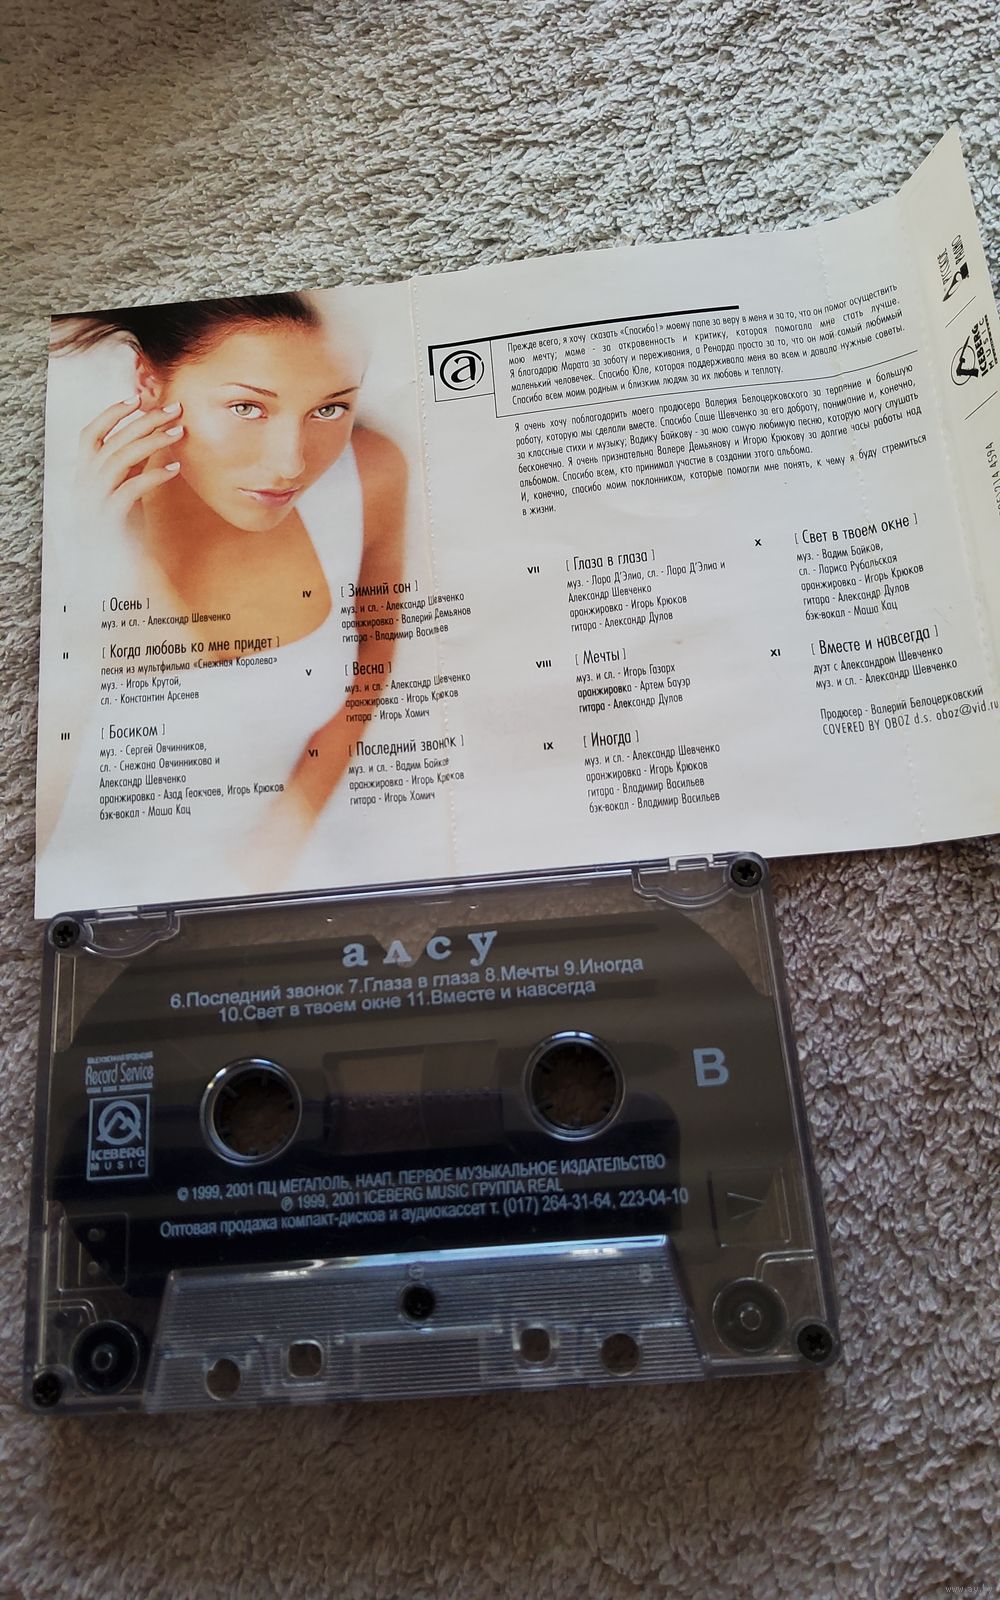 Прежде всего, я хочу сказать «Спасибо!» моему папе за веру в меня и за то, что он помог осуществить
мою мечту; маме - за откровенность и критику, которая помогала мне стать лучше.
Я благодарю Марата за заботу и переживания, а Ренарда просто за то, что он мой самый любимый
маленький человечек. Спасибо Юле, которая поддерживала меня во всем и давала нужные советы.
Спасибо всем моим родным и близким людям за их любовь и теплоту.
Я очень хочу поблагодарить моего продюсера Валерия Белоцерковского за терпение и большую
работу, которую мы сделали вместе. Спасибо Саше Шевченко за его доброту, понимание и, конечно,
за классные стихи и музыку; Вадику Байкову - за мою самую любимую песню, которую могу слушать
бесконечно. Я очень признательна Валере Демьянову и Игорю Крюкову за долгие часы работы над
альбомом. Спасибо всем, кто принимал участие в создании этого альбома.
И, конечно, спасибо моим поклонникам, которые помогли мне понять, к чему я буду стремиться
в жизни.
I [ Осень ]
муз. и сл. - Александр Шевченко
II [ Когда любовь ко мне придет ]
песня из мультфильма «Снежная Королева»
муз. - Игорь Крутой,
сл. - Константин Арсенев
III [ Босиком ]
муз. - Сергей Овчинников,
сл. - Снежана Овчинникова и
Александр Шевченко
аранжировка - Азад Геокчаев, Игорь Крюков
бэк-вокал - Маша Кац
IV [ Зимний сон ]
муз. и сл. - Александр Шевченко
аранжировка - Валерий Демьянов
гитара - Владимир Васильев
V [ Весна ]
муз. и сл. - Александр Шевченко
аранжировка - Игорь Крюков
гитара - Игорь Хомич
VI [ Последний звонок ]
муз. и сл. - Вадим Байков
аранжировка - Игорь Крюков
гитара - Игорь Хомич
VII [ Глаза в глаза ]
муз. - Лара Д'Элиа, сл. - Лара Д'Элиа и
Александр Шевченко
аранжировка - Игорь Крюков
гитара - Александр Дулов
VIII [ Мечты ]
муз. и сл. - Игорь Газарх
аранжировка - Артем Бауэр
гитара - Александр Дулов
IX [ Иногда ]
муз. и сл. - Александр Шевченко
аранжировка - Игорь Крюков
гитара - Владимир Васильев
бэк-вокал - Владимир Васильев
X [ Свет в твоем окне ]
муз. - Вадим Байков,
сл. - Лариса Рубальская
аранжировка - Игорь Крюков
гитара - Александр Дулов
бэк-вокал - Маша Кац
XI [ Вместе и навсегда ]
дуэт с Александром Шевченко
муз. и сл. - Александр Шевченко
Продюсер - Валерий Белоцерковский
COVERED BY OBOZ d.s. oboz@vid.ru
РУССКОЕ
РАДИО
ICEBERG
MUSIC
алсу
6.Последний звонок 7.Глаза в глаза 8.Мечты 9.Иногда
10.Свет в твоем окне 11.Вместе и навсегда
B
Record Service
ICEBERG
MUSIC
© 1999, 2001 ПЦ МЕГАПОЛЬ, НААП, ПЕРВОЕ МУЗЫКАЛЬНОЕ ИЗДАТЕЛЬСТВО
℗ 1999, 2001 ICEBERG MUSIC ГРУППА REAL
Оптовая продажа компакт-дисков и аудиокассет т. (017) 264-31-64, 223-04-10
www.ay.by